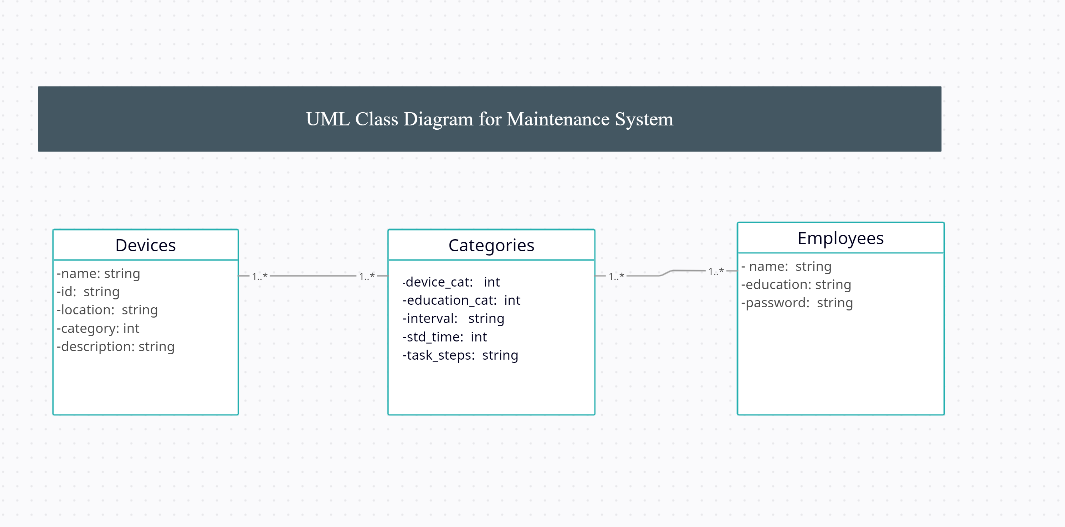 UML Class Diagram for Maintenance System
Devices
-name: string
-id: string
-location: string
-category: int
-description: string
1..*
1..*
Categories
-device_cat: int
-education_cat: int
-interval: string
-std_time: int
-task_steps: string
1..*
1..*
Employees
- name: string
-education: string
-password: string